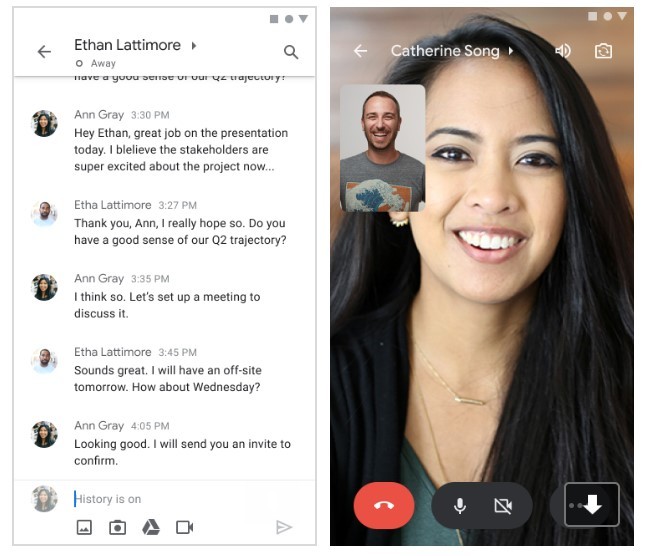 Ethan Lattimore
Away
have a good sense of our Q2 trajectory?
Ann Gray 3:30 PM
Hey Ethan, great job on the presentation
today. I blelieve the stakeholders are
super excited about the project now...
Etha Lattimore 3:27 PM
Thank you, Ann, I really hope so. Do you
have a good sense of our Q2 trajectory?
Ann Gray 3:35 PM
I think so. Let's set up a meeting to
discuss it.
Etha Lattimore 3:45 PM
Sounds great. I will have an off-site
tomorrow. How about Wednesday?
Ann Gray 4:05 PM
Looking good. I will send you an invite to
confirm.
History is on
Catherine Song